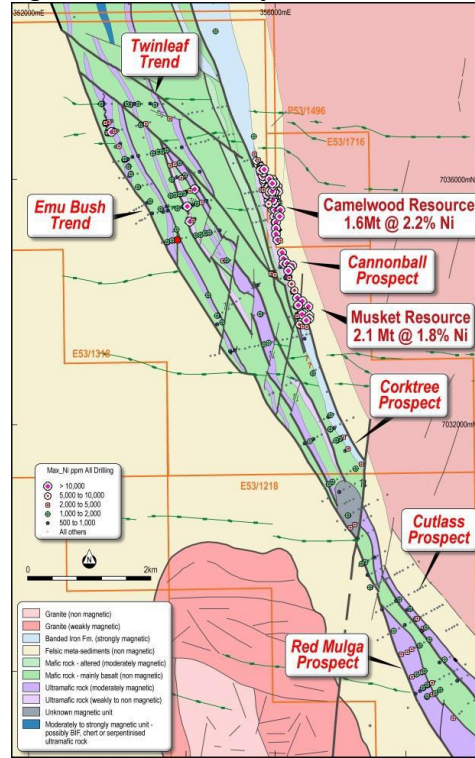 352000mE
356000mE
Twinleaf
Trend
P53/1496
E53/1716
7036000mN
Camelwood Resource
1.6Mt @ 2.2% Ni
Emu Bush
Trend
Cannonball
Prospect
Musket Resource
2.1 Mt @ 1.8% Ni
E53/1318
Corktree
Prospect
7032000mN
Max_Ni ppm All Drilling
> 10,000
5,000 to 10,000
2,000 to 5,000
1,000 to 2,000
500 to 1,000
All others
E53/1218
N
0
2km
Cutlass
Prospect
Granite (non magnetic)
Granite (weakly magnetic)
Banded Iron Fm. (strongly magnetic)
Felsic meta-sediments (non magnetic)
Mafic rock - altered (moderately magnetic)
Mafic rock - mainly basalt (non magnetic)
Ultramafic rock (moderately magnetic)
Ultramafic rock (weakly to non magnetic)
Unknown magnetic unit
Moderately to strongly magnetic unit -
possibly BIF, chert or serpentinised
ultramafic rock
Red Mulga
Prospect